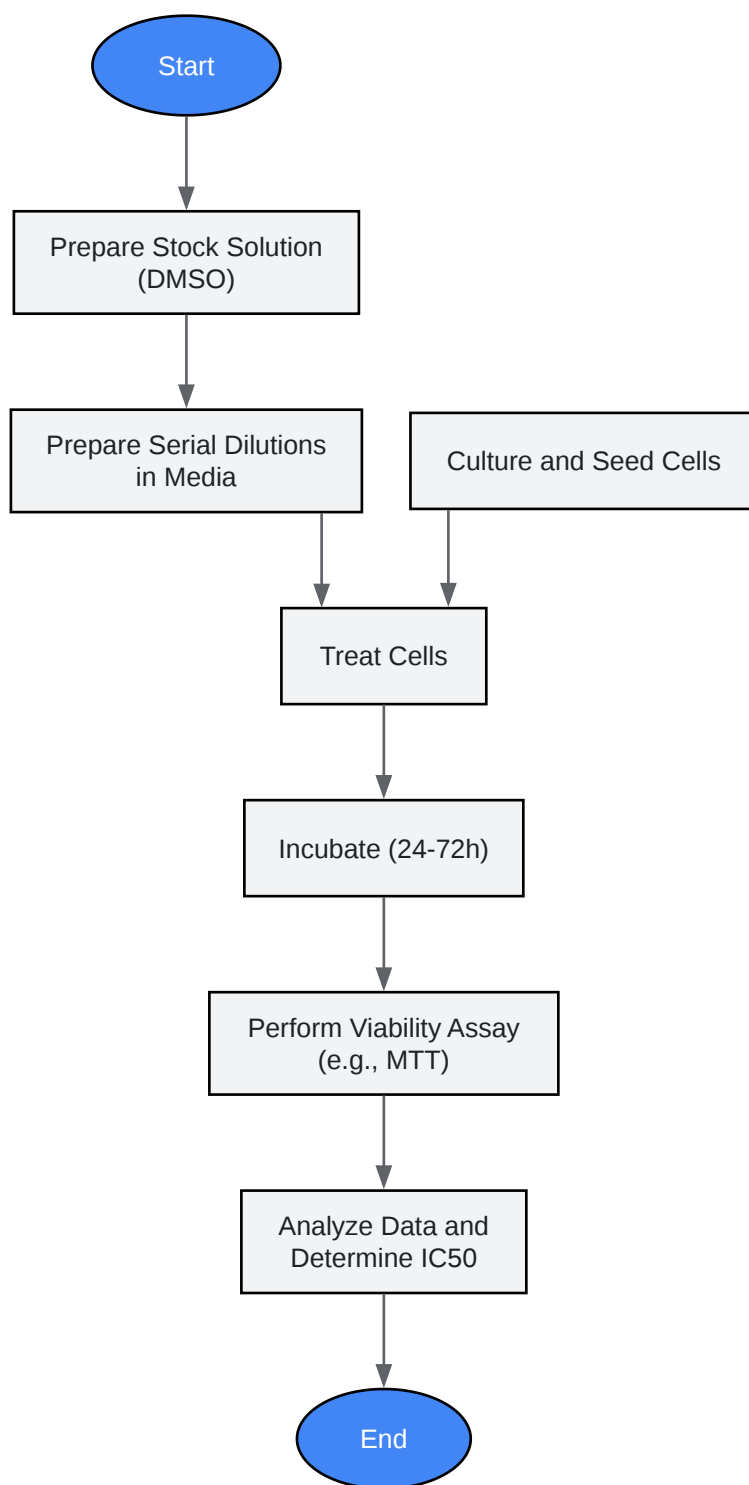 Start
Prepare Stock Solution
(DMSO)
Prepare Serial Dilutions
in Media
Culture and Seed Cells
Treat Cells
Incubate (24-72h)
Perform Viability Assay
(e.g., MTT)
Analyze Data and
Determine IC50
End